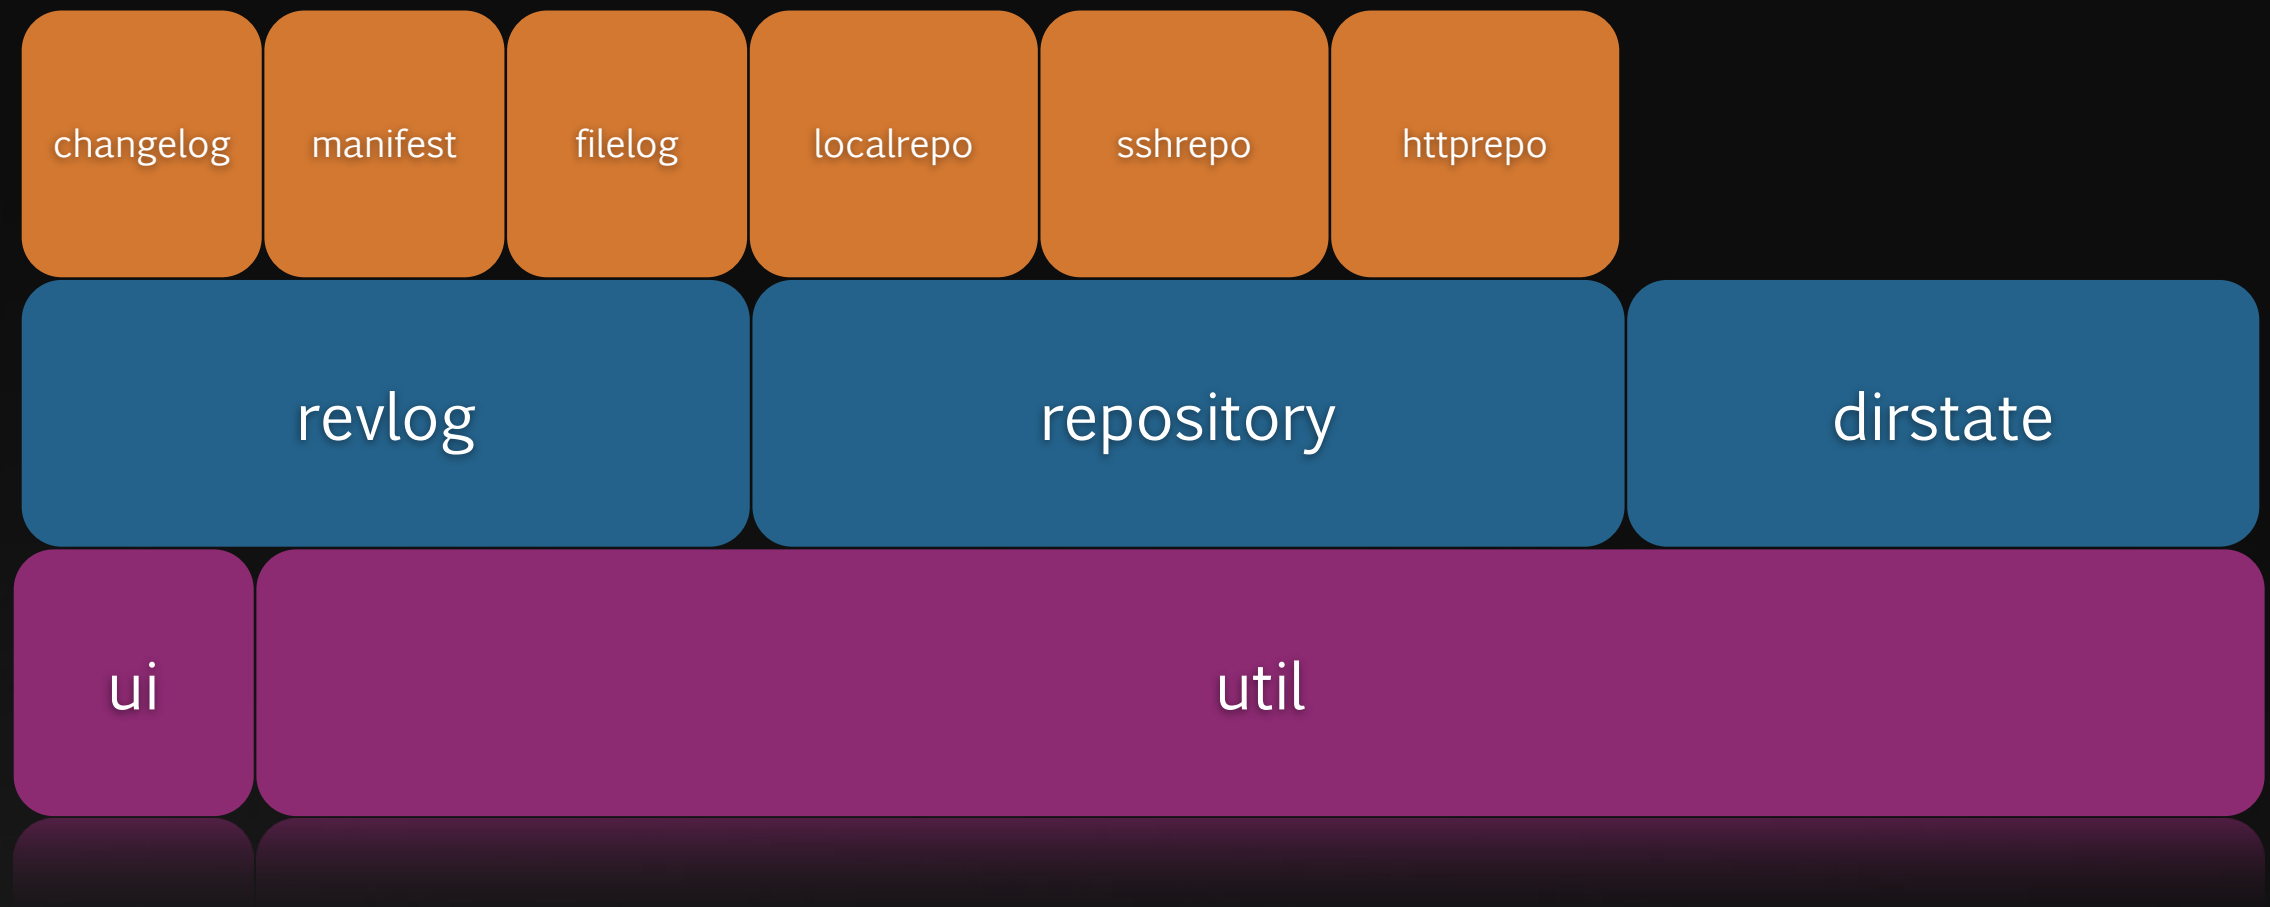 changelog
manifest
filelog
localrepo
sshrepo
httprepo
revlog
repository
dirstate
ui
util